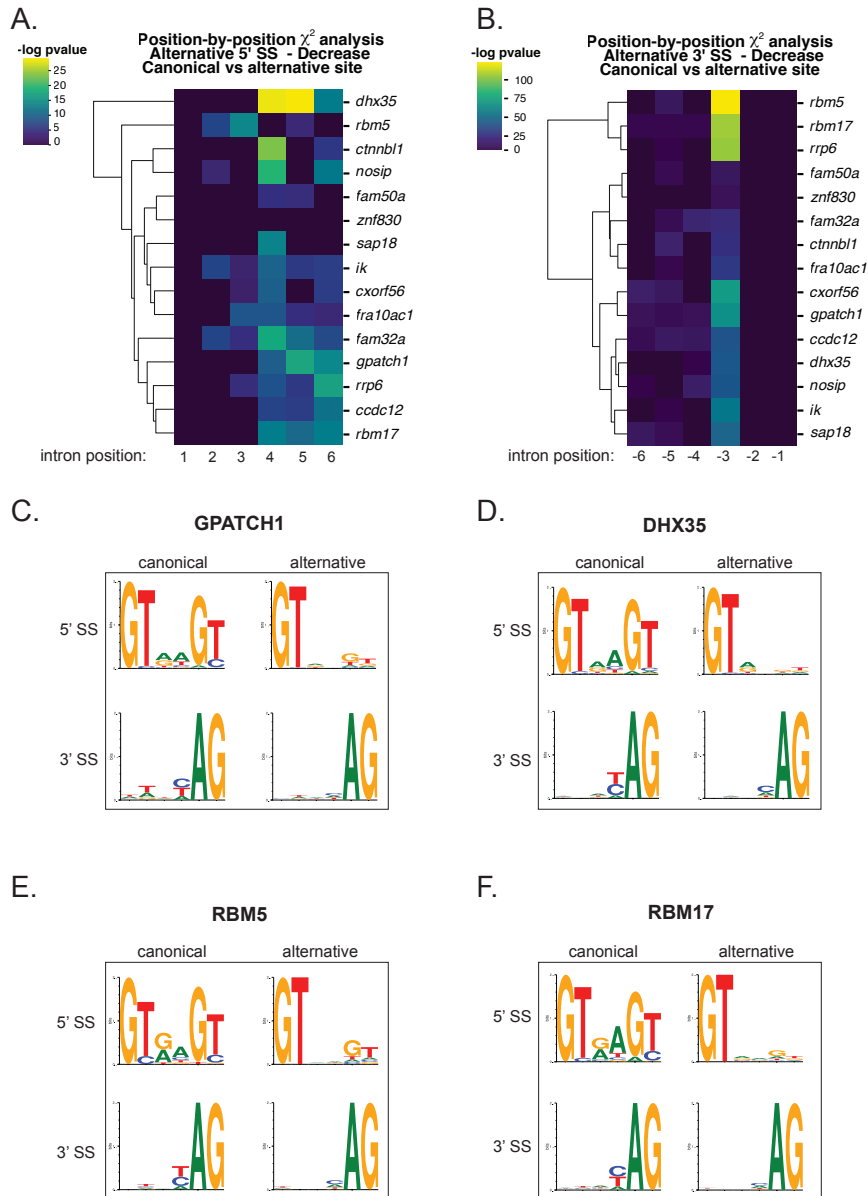 A.
Position-by-position χ² analysis
Alternative 5' SS - Decrease
Canonical vs alternative site
-log pvalue
25
20
15
10
5
0
dhx35
rbm5
ctnnbl1
nosip
fam50a
znf830
sap18
ik
cxorf56
fra10ac1
fam32a
gpatch1
rrp6
ccdc12
rbm17
intron position: 1 2 3 4 5 6
B.
Position-by-position χ² analysis
Alternative 3' SS - Decrease
Canonical vs alternative site
-log pvalue
100
75
50
25
0
rbm5
rbm17
rrp6
fam50a
znf830
fam32a
ctnnbl1
fra10ac1
cxorf56
gpatch1
ccdc12
dhx35
nosip
ik
sap18
intron position: -6 -5 -4 -3 -2 -1
C.
GPATCH1
canonical alternative
5' SS
3' SS
D.
DHX35
canonical alternative
5' SS
3' SS
E.
RBM5
canonical alternative
5' SS
3' SS
F.
RBM17
canonical alternative
5' SS
3' SS